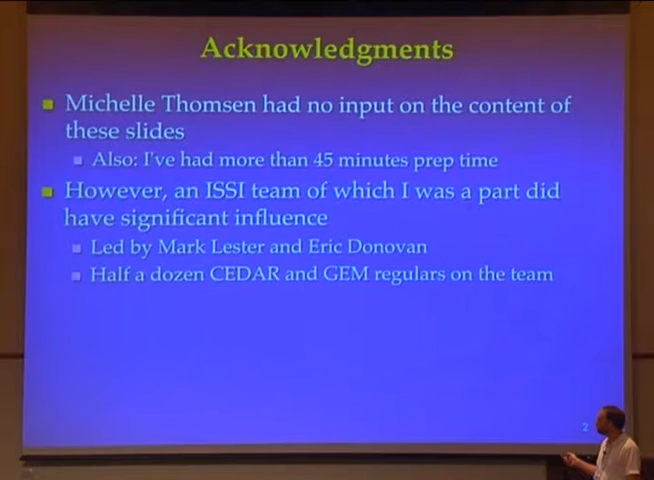 Acknowledgments
Michelle Thomsen had no input on the content of
these slides
Also: I've had more than 45 minutes prep time
However, an ISSI team of which I was a part did
have significant influence
Led by Mark Lester and Eric Donovan
Half a dozen CEDAR and GEM regulars on the team
2